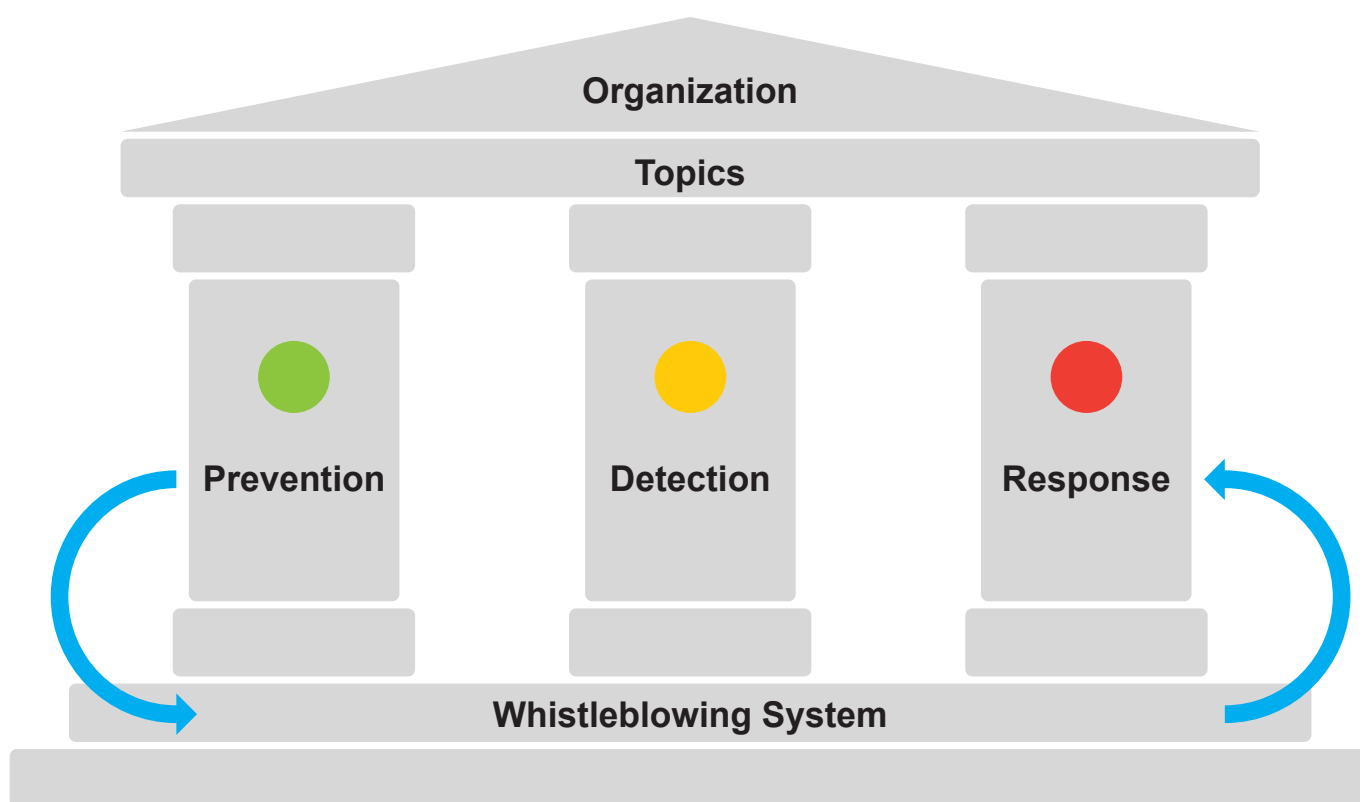 Organization
Topics
Prevention
Detection
Response
Whistleblowing System